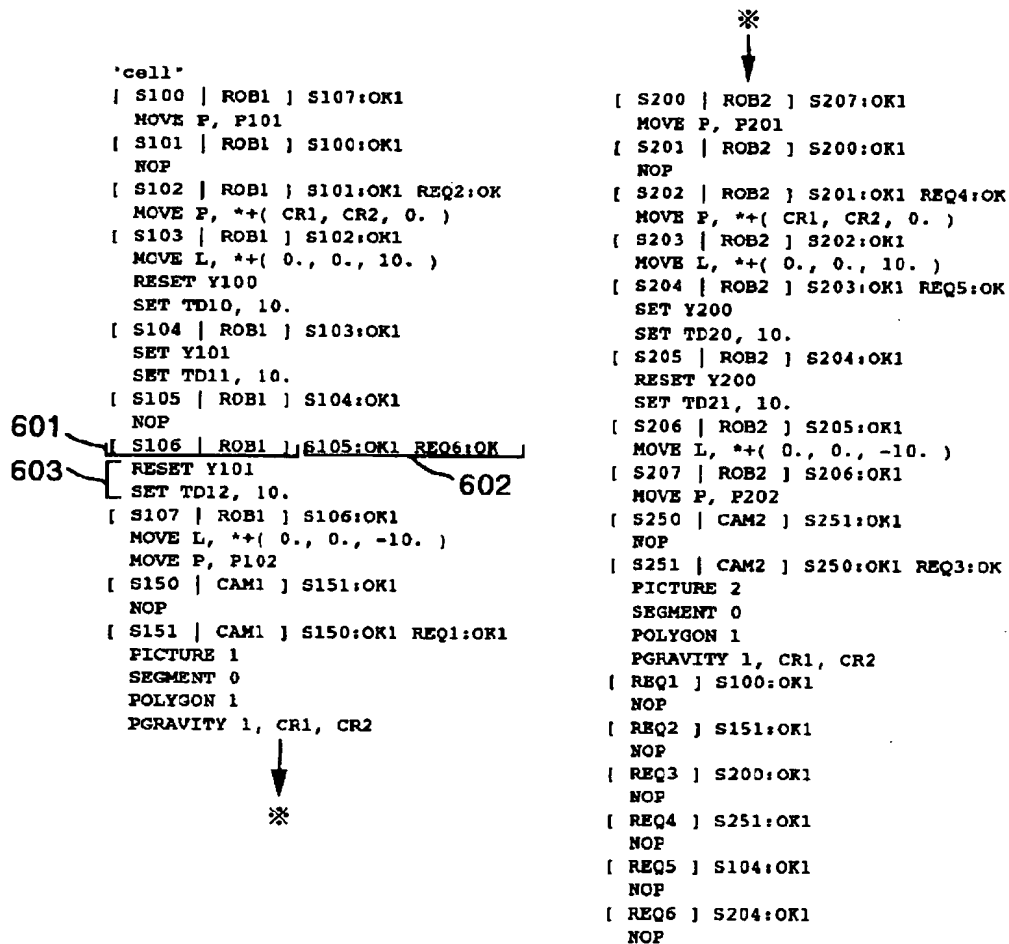 'cell"
[ S100 | ROB1 ] S107:OK1
MOVE P, P101
[ S101 | ROB1 ] S100:OK1
NOP
[ S102 | ROB1 ] S101:OK1 REQ2:OK
MOVE P, *+( CR1, CR2, 0. )
[ S103 | ROB1 ] S102:OK1
MOVE L, *+( 0., 0., 10. )
RESET Y100
SET TD10, 10.
[ S104 | ROB1 ] S103:OK1
SET Y101
SET TD11, 10.
[ S105 | ROB1 ] S104:OK1
NOP
601
[ S106 | ROB1 ] S105:OK1 REQ6:OK
602
603
RESET Y101
SET TD12, 10.
[ S107 | ROB1 ] S106:OK1
MOVE L, *+( 0., 0., -10. )
MOVE P, P102
[ S150 | CAM1 ] S151:OK1
NOP
[ S151 | CAM1 ] S150:OK1 REQ1:OK1
PICTURE 1
SEGMENT 0
POLYGON 1
PGRAVITY 1, CR1, CR2
※
※
[ S200 | ROB2 ] S207:OK1
MOVE P, P201
[ S201 | ROB2 ] S200:OK1
NOP
[ S202 | ROB2 ] S201:OK1 REQ4:OK
MOVE P, *+( CR1, CR2, 0. )
[ S203 | ROB2 ] S202:OK1
MOVE L, *+( 0., 0., 10. )
[ S204 | ROB2 ] S203:OK1 REQ5:OK
SET Y200
SET TD20, 10.
[ S205 | ROB2 ] S204:OK1
RESET Y200
SET TD21, 10.
[ S206 | ROB2 ] S205:OK1
MOVE L, *+( 0., 0., -10. )
[ S207 | ROB2 ] S206:OK1
MOVE P, P202
[ S250 | CAM2 ] S251:OK1
NOP
[ S251 | CAM2 ] S250:OK1 REQ3:OK
PICTURE 2
SEGMENT 0
POLYGON 1
PGRAVITY 1, CR1, CR2
[ REQ1 ] S100:OK1
NOP
[ REQ2 ] S151:OK1
NOP
[ REQ3 ] S200:OK1
NOP
[ REQ4 ] S251:OK1
NOP
[ REQ5 ] S104:OK1
NOP
[ REQ6 ] S204:OK1
NOP